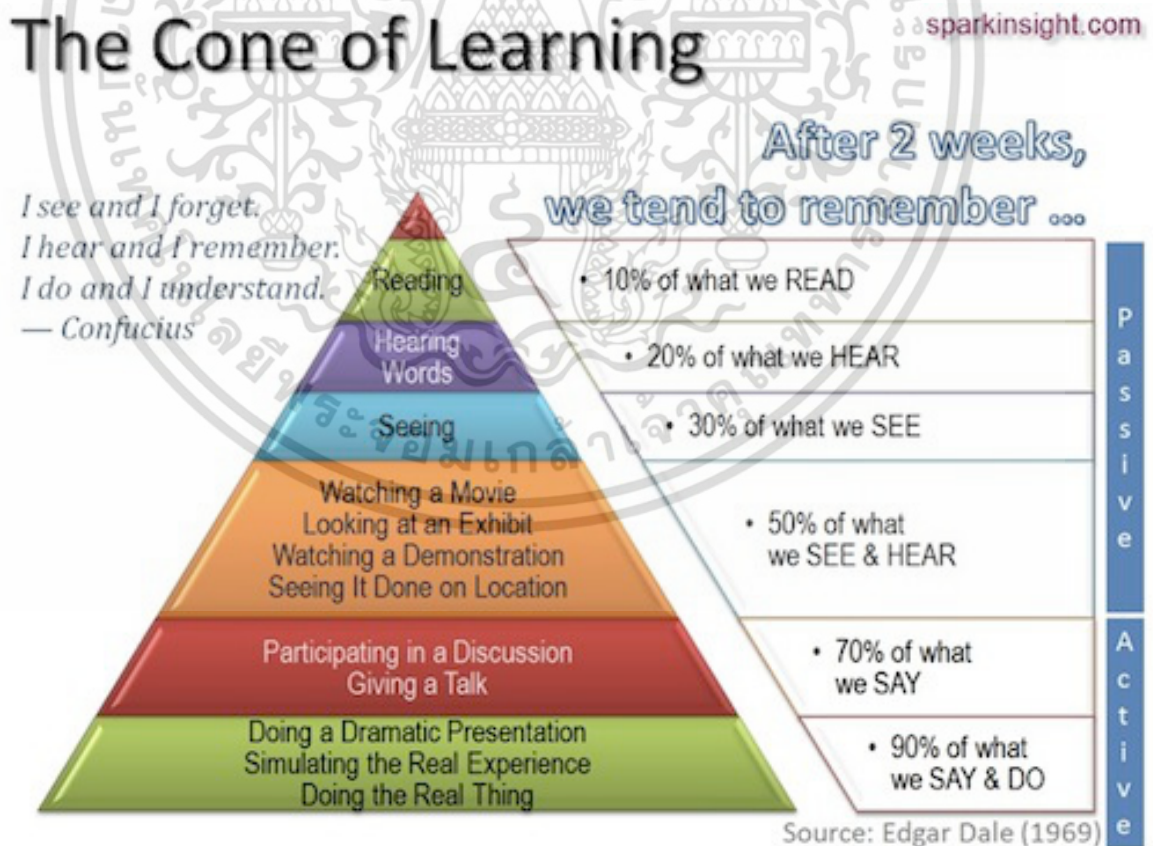 The Cone of Learning
sparkinsight.com
After 2 weeks,
we tend to remember ...
I see and I forget.
I hear and I remember.
I do and I understand.
— Confucius
Reading
• 10% of what we READ
Hearing
Words
• 20% of what we HEAR
Seeing
• 30% of what we SEE
Watching a Movie
Looking at an Exhibit
Watching a Demonstration
Seeing It Done on Location
• 50% of what
we SEE & HEAR
Passive
Participating in a Discussion
Giving a Talk
• 70% of what
we SAY
Doing a Dramatic Presentation
Simulating the Real Experience
Doing the Real Thing
• 90% of what
we SAY & DO
Active
Source: Edgar Dale (1969)